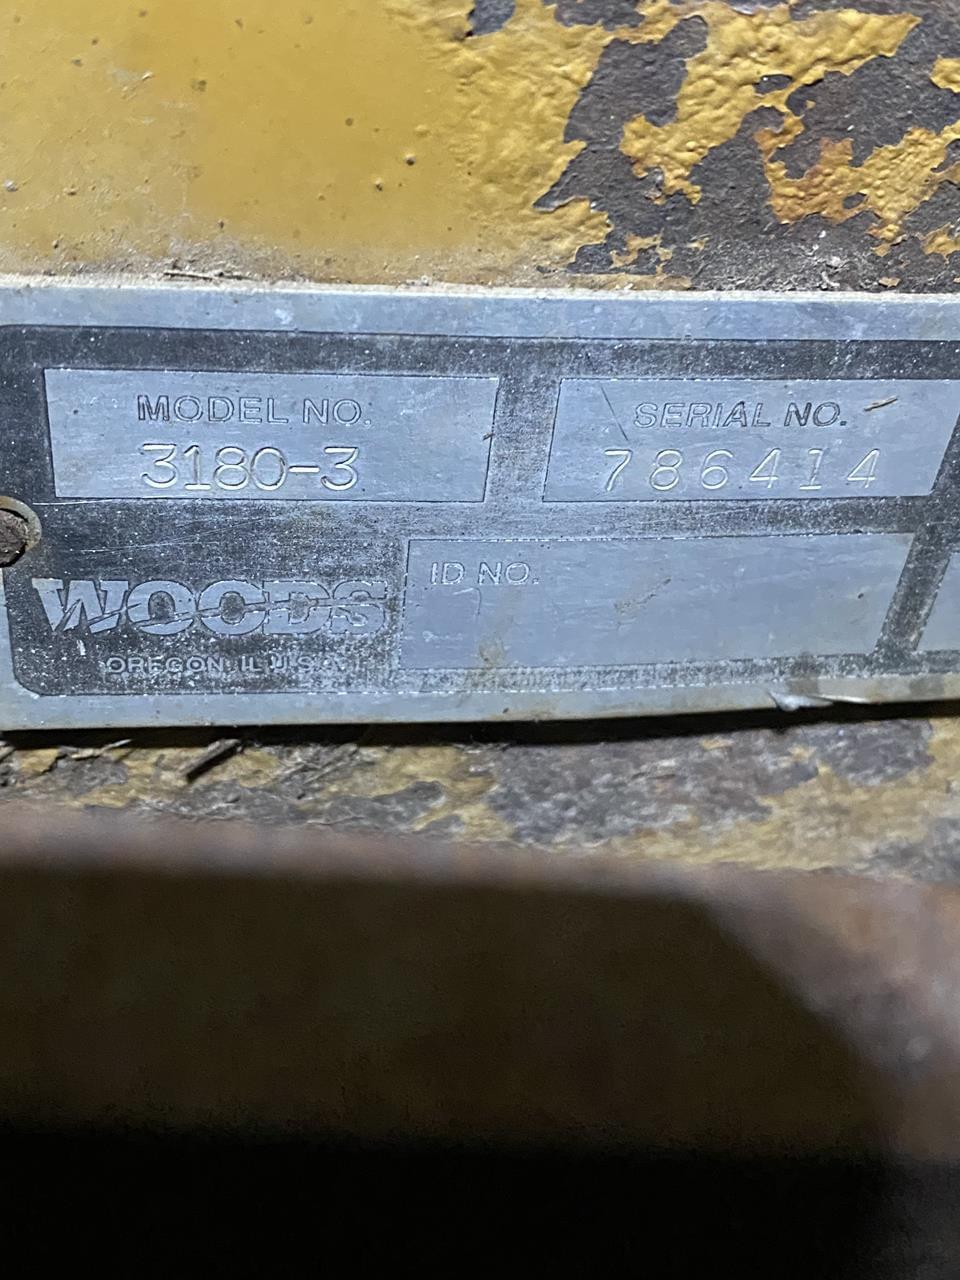 MODEL NO.
3180-3
SERIAL NO.
786414
ID NO.
WOODS
OREGON, IL U.S.A.